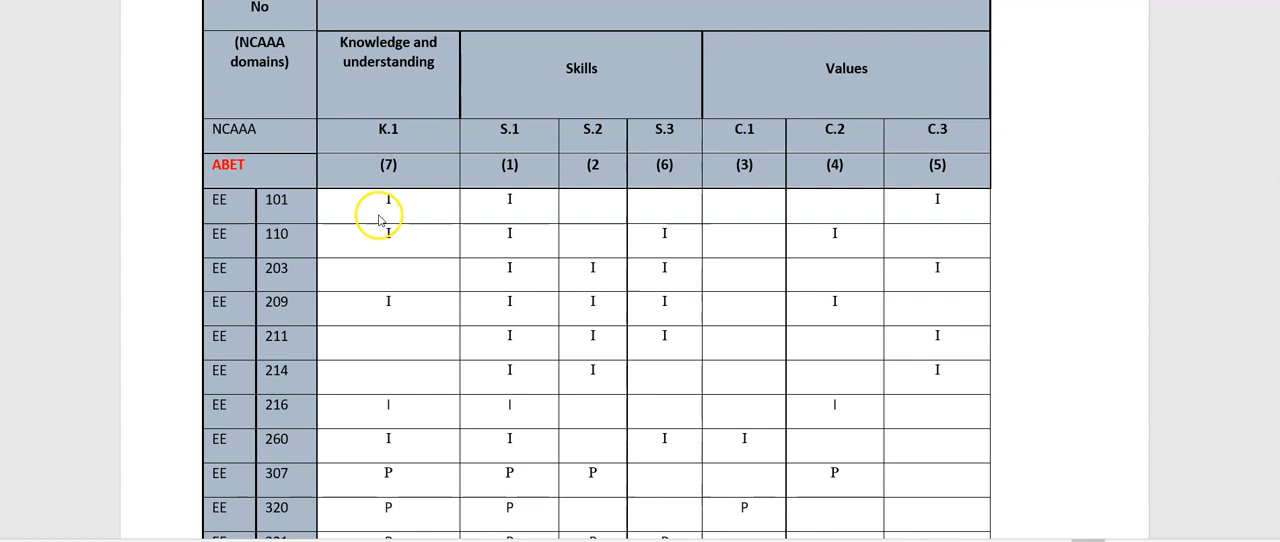 No
(NCAAA domains) Knowledge and understanding Skills Values
NCAAA K.1 S.1 S.2 S.3 C.1 C.2 C.3
ABET (7) (1) (2 (6) (3) (4) (5)
EE 101 I I I
EE 110 I I I I
EE 203 I I I I
EE 209 I I I I I
EE 211 I I I I
EE 214 I I I
EE 216 I I I
EE 260 I I I I
EE 307 P P P P
EE 320 P P P